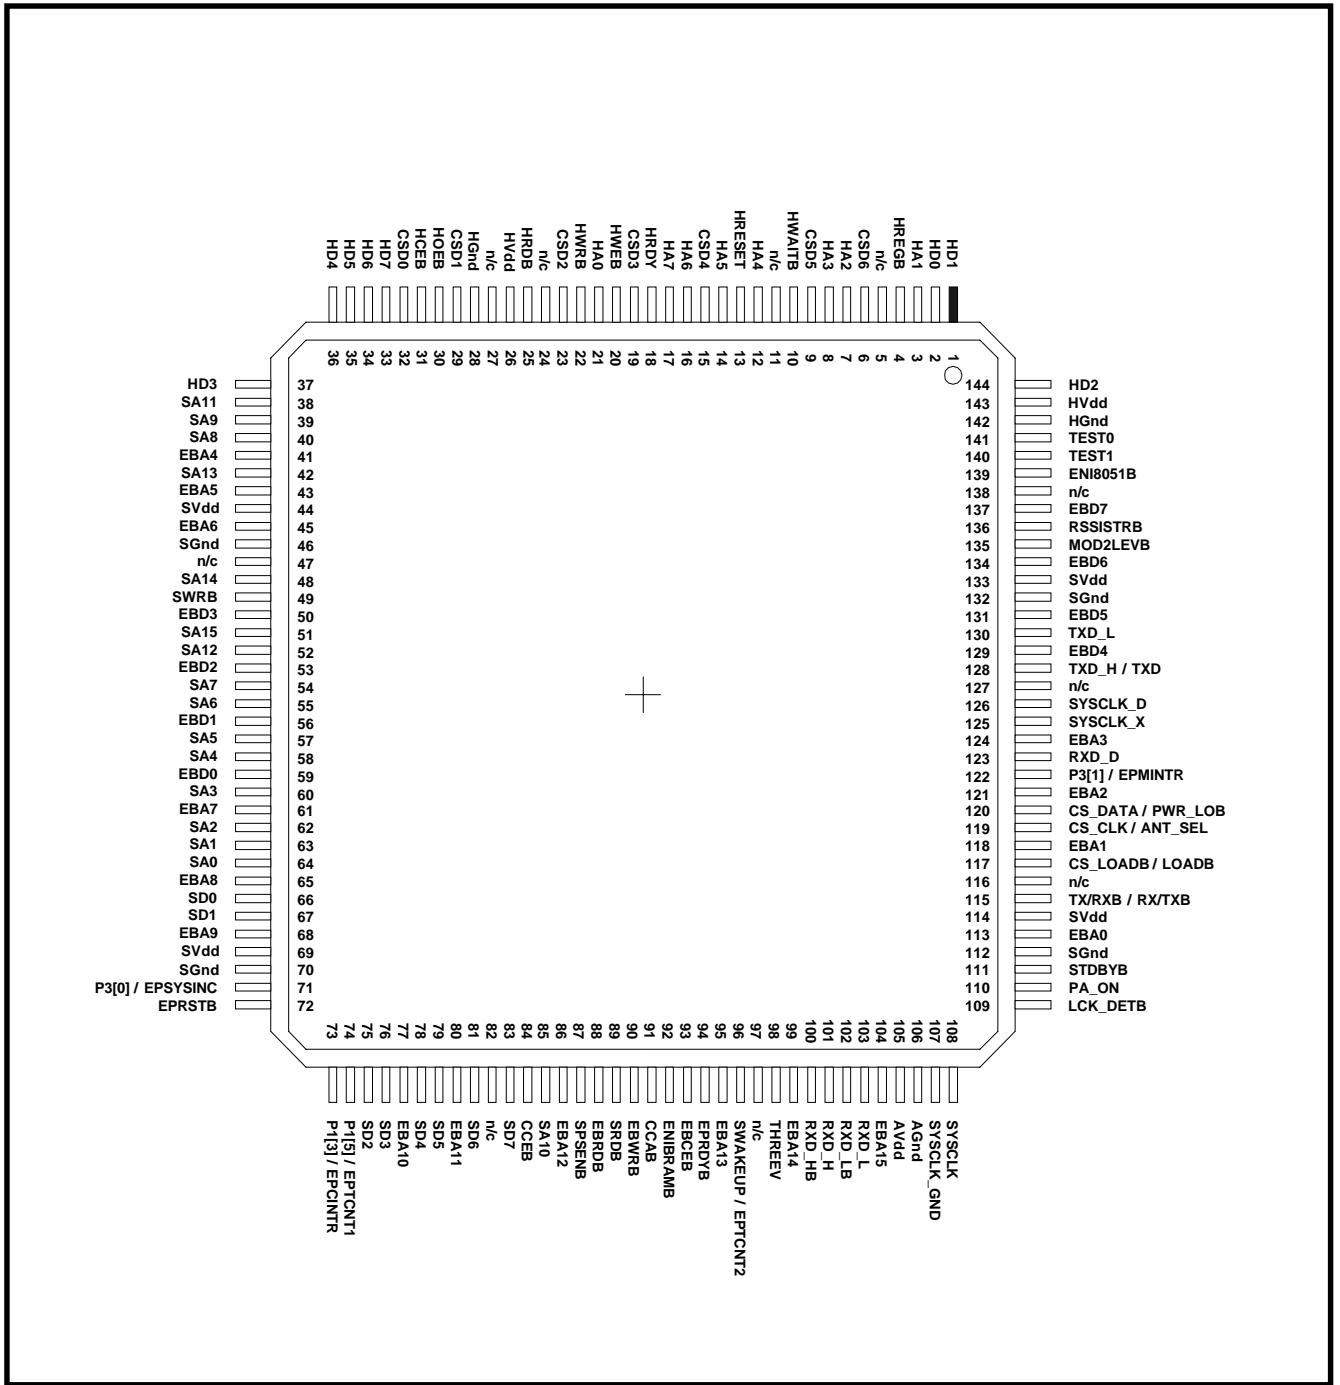 HD4
HD5
HD6
HD7
CSD0
HCEB
HOEB
CSD1
HGnd
n/c
HVdd
HRDB
n/c
CSD2
HWRB
HA0
HWEB
CSD3
HRDY
HA7
HA6
CSD4
HA5
HRESET
HA4
n/c
HWAITB
CSD5
HA3
HA2
CSD6
n/c
HREGB
HA1
HD0
HD1
36
35
34
33
32
31
30
29
28
27
26
25
24
23
22
21
20
19
18
17
16
15
14
13
12
11
10
9
8
7
6
5
4
3
2
1
HD3 37
SA11 38
SA9 39
SA8 40
EBA4 41
SA13 42
EBA5 43
SVdd 44
EBA6 45
SGnd 46
n/c 47
SA14 48
SWRB 49
EBD3 50
SA15 51
SA12 52
EBD2 53
SA7 54
SA6 55
EBD1 56
SA5 57
SA4 58
EBD0 59
SA3 60
EBA7 61
SA2 62
SA1 63
SA0 64
EBA8 65
SD0 66
SD1 67
EBA9 68
SVdd 69
SGnd 70
P3[0] / EPSYSINC 71
EPRSTB 72
144 HD2
143 HVdd
142 HGnd
141 TEST0
140 TEST1
139 ENI8051B
138 n/c
137 EBD7
136 RSSISTRB
135 MOD2LEVB
134 EBD6
133 SVdd
132 SGnd
131 EBD5
130 TXD_L
129 EBD4
128 TXD_H / TXD
127 n/c
126 SYSCLK_D
125 SYSCLK_X
124 EBA3
123 RXD_D
122 P3[1] / EPMINTR
121 EBA2
120 CS_DATA / PWR_LOB
119 CS_CLK / ANT_SEL
118 EBA1
117 CS_LOADB / LOADB
116 n/c
115 TX/RXB / RX/TXB
114 SVdd
113 EBA0
112 SGnd
111 STDBYB
110 PA_ON
109 LCK_DETB
73
74
75
76
77
78
79
80
81
82
83
84
85
86
87
88
89
90
91
92
93
94
95
96
97
98
99
100
101
102
103
104
105
106
107
108
P1[3] / EPCINTR
P1[5] / EPTCNT1
SD2
SD3
EBA10
SD4
SD5
EBA11
SD6
n/c
SD7
CCEB
SA10
EBA12
SPSENB
EBRDB
SRDB
EBWRB
CCAB
ENIBRAMB
EBCEB
EPRDYB
EBA13
SWAKEUP / EPTCNT2
n/c
THREEV
EBA14
RXD_HB
RXD_H
RXD_LB
RXD_L
EBA15
AVdd
AGnd
SYSCLK_GND
SYSCLK